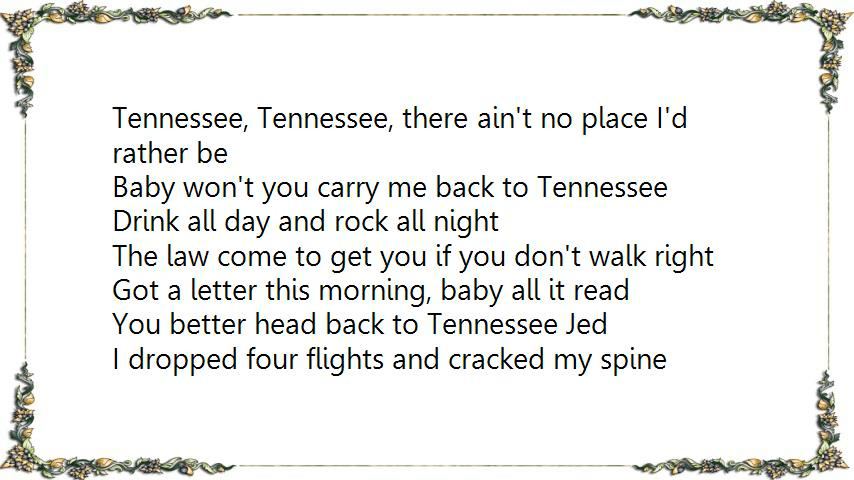 Tennessee, Tennessee, there ain't no place I'd
rather be
Baby won't you carry me back to Tennessee
Drink all day and rock all night
The law come to get you if you don't walk right
Got a letter this morning, baby all it read
You better head back to Tennessee Jed
I dropped four flights and cracked my spine